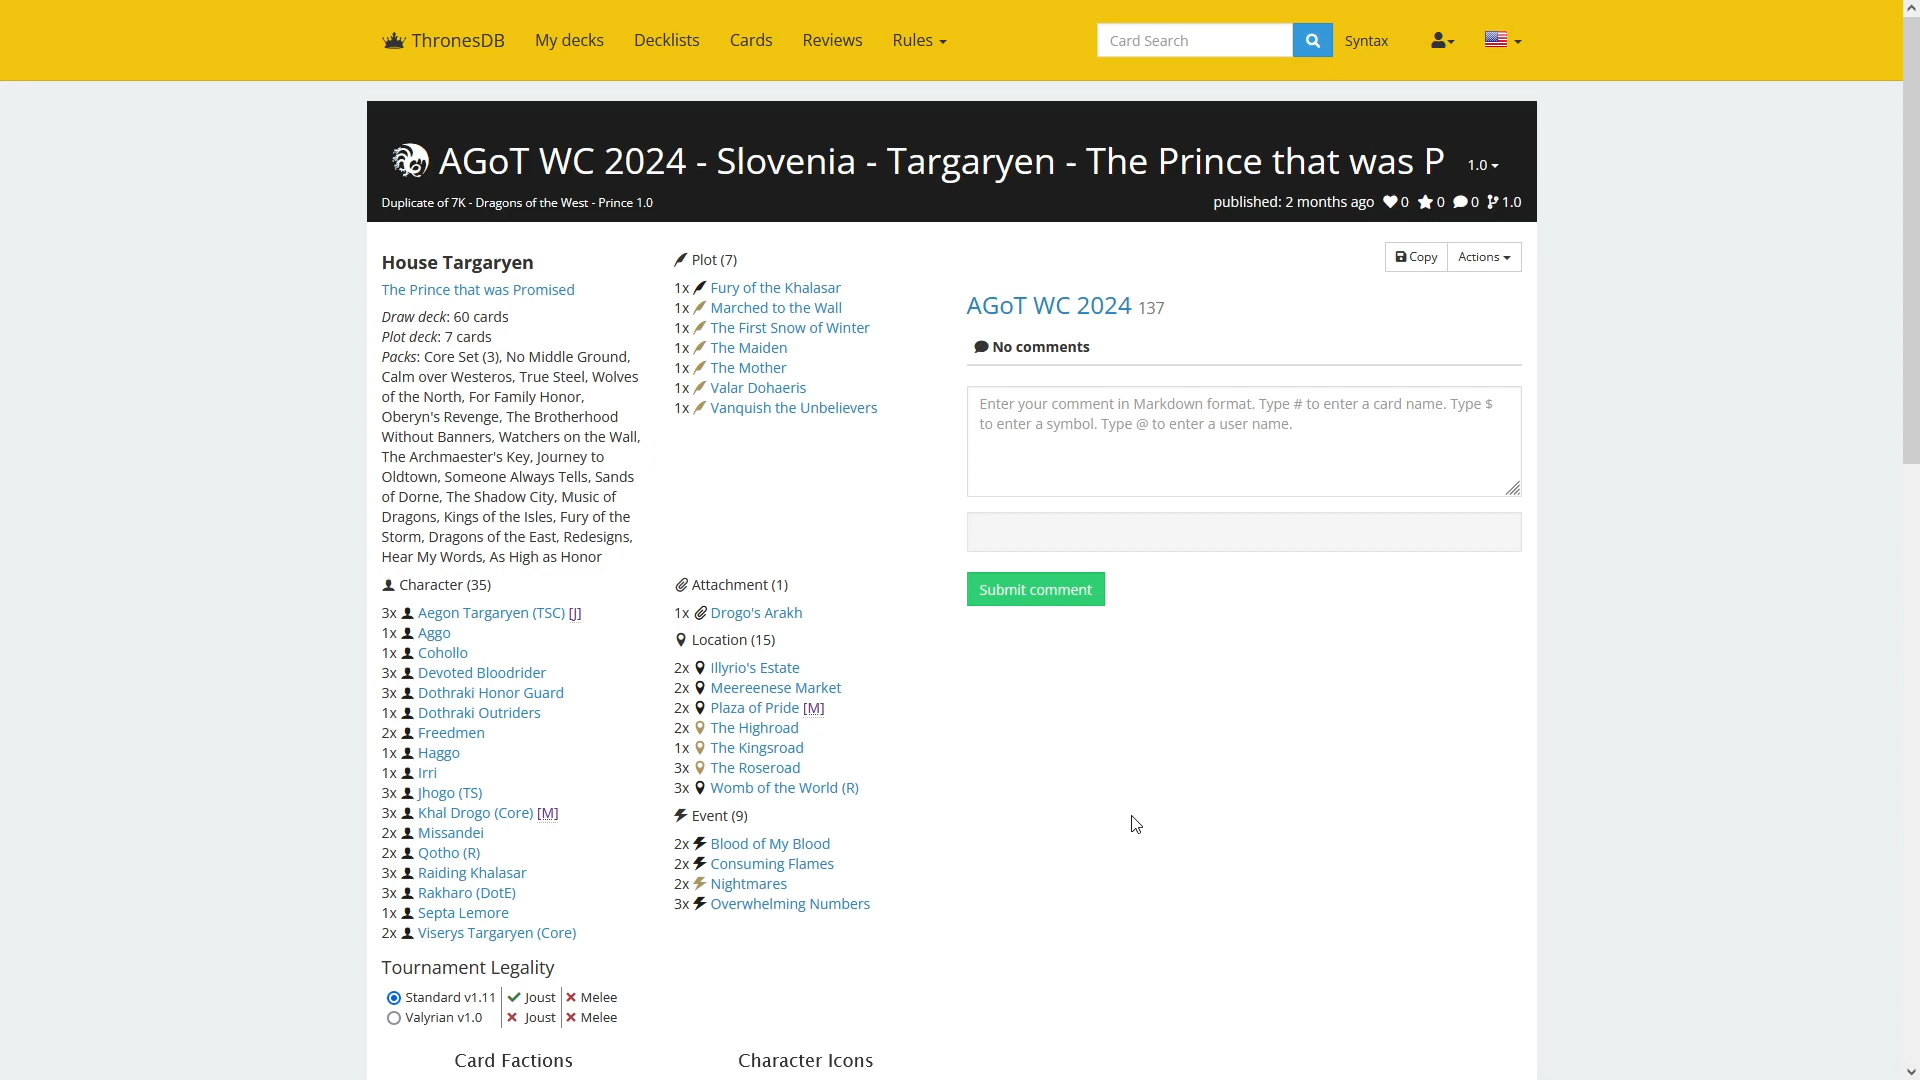 ThronesDB My decks Decklists Cards Reviews Rules Card Search Syntax
AGoT WC 2024 - Slovenia - Targaryen - The Prince that was P 1.0
Duplicate of 7K - Dragons of the West - Prince 1.0
published: 2 months ago 0 0 0 1.0
House Targaryen
The Prince that was Promised
Draw deck: 60 cards
Plot deck: 7 cards
Packs: Core Set (3), No Middle Ground,
Calm over Westeros, True Steel, Wolves
of the North, For Family Honor,
Oberyn's Revenge, The Brotherhood
Without Banners, Watchers on the Wall,
The Archmaester's Key, Journey to
Oldtown, Someone Always Tells, Sands
of Dorne, The Shadow City, Music of
Dragons, Kings of the Isles, Fury of the
Storm, Dragons of the East, Redesigns,
Hear My Words, As High as Honor
Plot (7)
1x Fury of the Khalasar
1x Marched to the Wall
1x The First Snow of Winter
1x The Maiden
1x The Mother
1x Valar Dohaeris
1x Vanquish the Unbelievers
Character (35)
3x Aegon Targaryen (TSC) [J]
1x Aggo
1x Cohollo
3x Devoted Bloodrider
3x Dothraki Honor Guard
1x Dothraki Outriders
2x Freedmen
1x Haggo
1x Irri
3x Jhogo (TS)
3x Khal Drogo (Core) [M]
2x Missandei
2x Qotho (R)
3x Raiding Khalasar
3x Rakharo (DotE)
1x Septa Lemore
2x Viserys Targaryen (Core)
Attachment (1)
1x Drogo's Arakh
Location (15)
2x Illyrio's Estate
2x Meereenese Market
2x Plaza of Pride [M]
2x The Highroad
1x The Kingsroad
3x The Roseroad
3x Womb of the World (R)
Event (9)
2x Blood of My Blood
2x Consuming Flames
2x Nightmares
3x Overwhelming Numbers
Tournament Legality
Standard v1.11 Joust Melee
Valyrian v1.0 Joust Melee
Card Factions
Character Icons
Copy Actions
AGoT WC 2024 137
No comments
Enter your comment in Markdown format. Type # to enter a card name. Type $
to enter a symbol. Type @ to enter a user name.
Submit comment